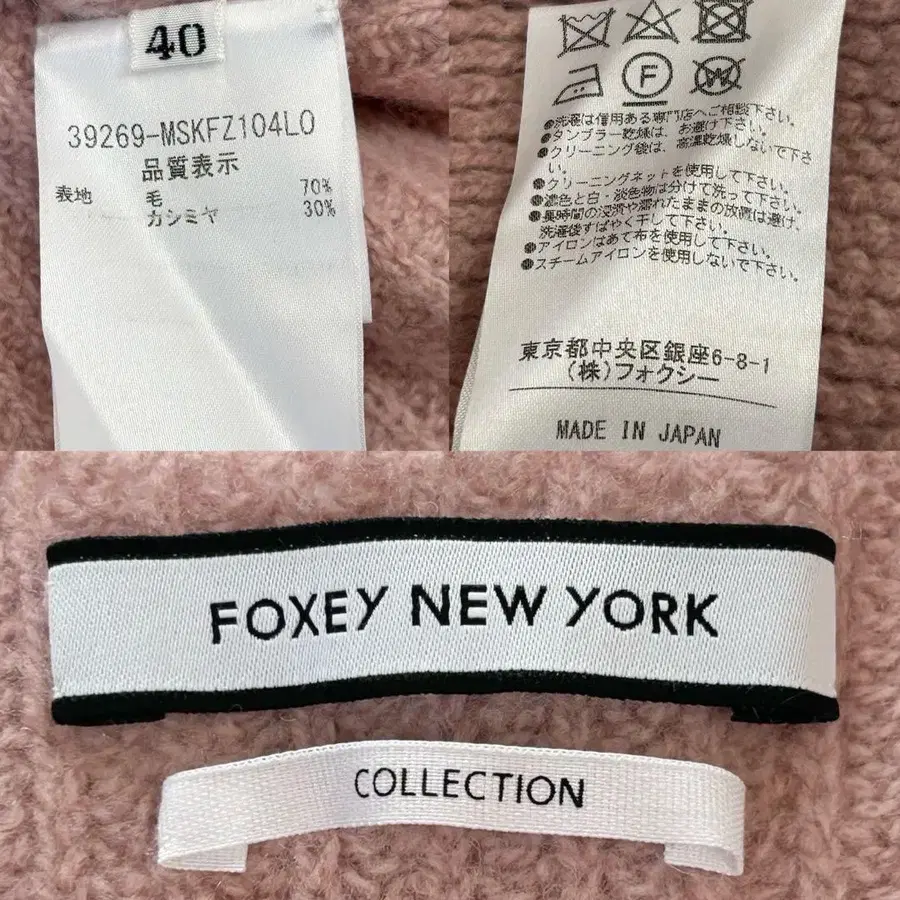 40
39269-MSKFZ104LO
品質表示
表地 毛 70%
カシミヤ 30%
F
W
●洗濯は信用ある専門店へご相談下さい。
●タンブラー乾燥は、お避け下さい。
●クリーニング後は、高温乾燥しないで下さ
い。
●クリーニングネットを使用して下さい。
●濃色と白・淡色物は分けて洗って下さい。
●長時間の浸漬や濡れたままの放置は避け、
洗濯後すばやく干して下さい。
●アイロンはあて布を使用して下さい。
●スチームアイロンを使用しないで下さい。
東京都中央区銀座6-8-1
(株)フォクシー
MADE IN JAPAN
FOXEY NEW YORK
COLLECTION